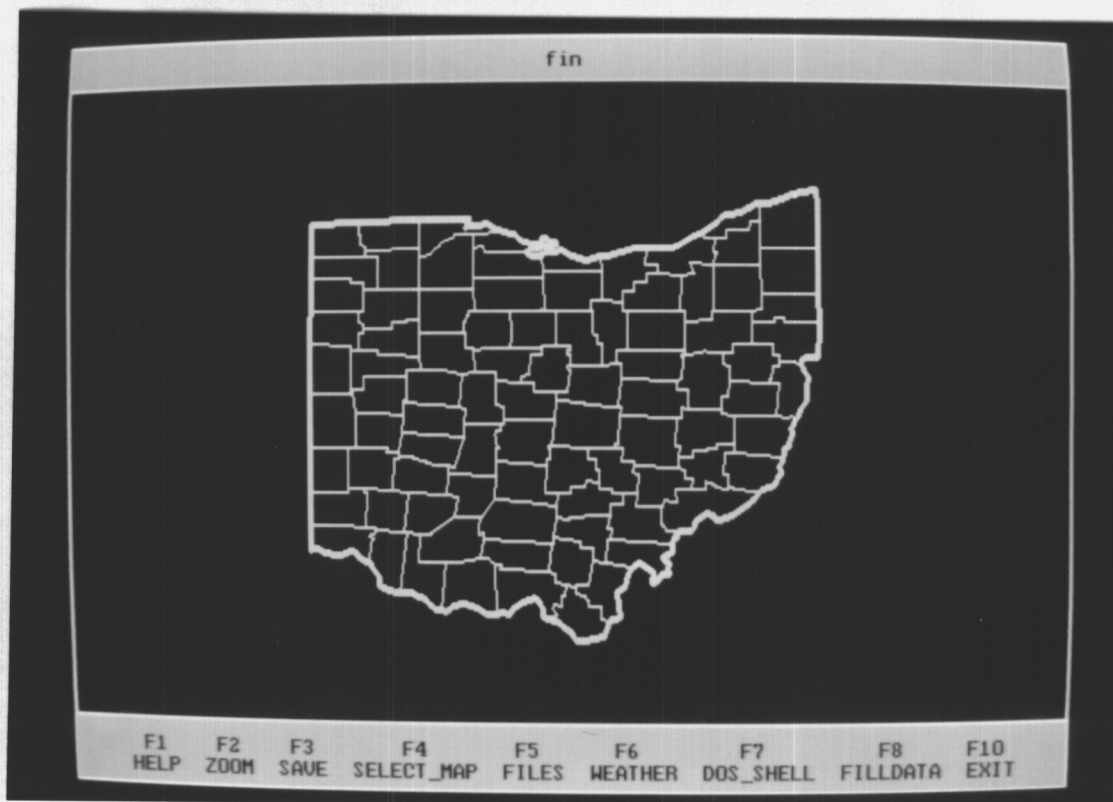 fin
F1 F2 F3 F4 F5 F6 F7 F8 F10
HELP ZOOM SAVE SELECT_MAP FILES WEATHER DOS_SHELL FILLDATA EXIT